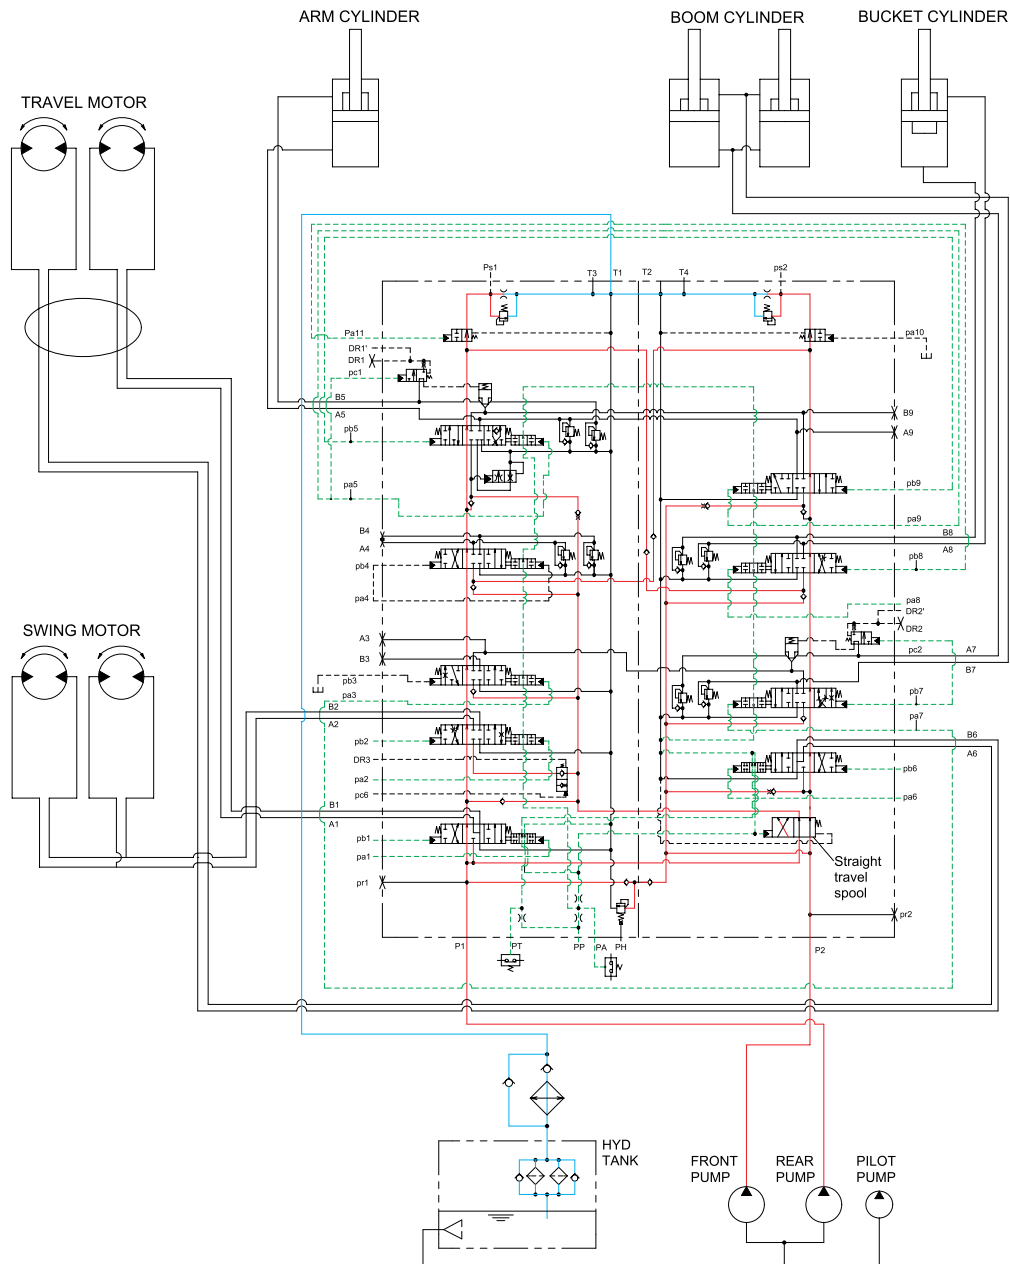 ARM CYLINDER
BOOM CYLINDER
BUCKET CYLINDER
TRAVEL MOTOR
Ps1
T3
T1
T2
T4
ps2
Pa11
pa10
DR1'
DR1
pc1
B5
A5
B9
A9
pb5
pa5
pb9
pa9
B4
A4
B8
A8
pb4
pb8
pa4
pa8
DR2'
DR2
SWING MOTOR
A3
B3
pc2
A7
B7
pb3
pa3
pb7
B2
A2
pa7
pb2
B6
A6
DR3
pa2
pb6
pc6
pa6
B1
A1
pb1
pa1
Straight
travel
spool
pr1
pr2
P1
PT
PP
PA
PH
P2
HYD
TANK
FRONT
PUMP
REAR
PUMP
PILOT
PUMP